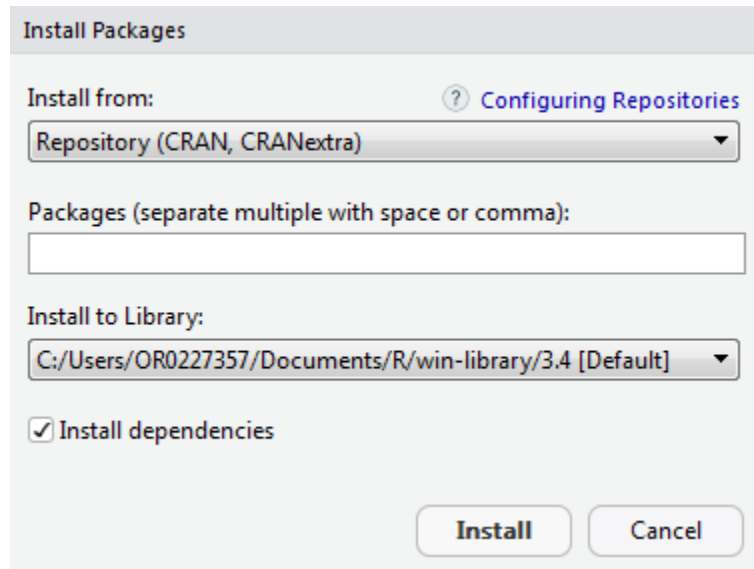 Install Packages
Install from:
? Configuring Repositories
Repository (CRAN, CRANextra)
Packages (separate multiple with space or comma):
Install to Library:
C:/Users/OR0227357/Documents/R/win-library/3.4 [Default]
Install dependencies
Install
Cancel